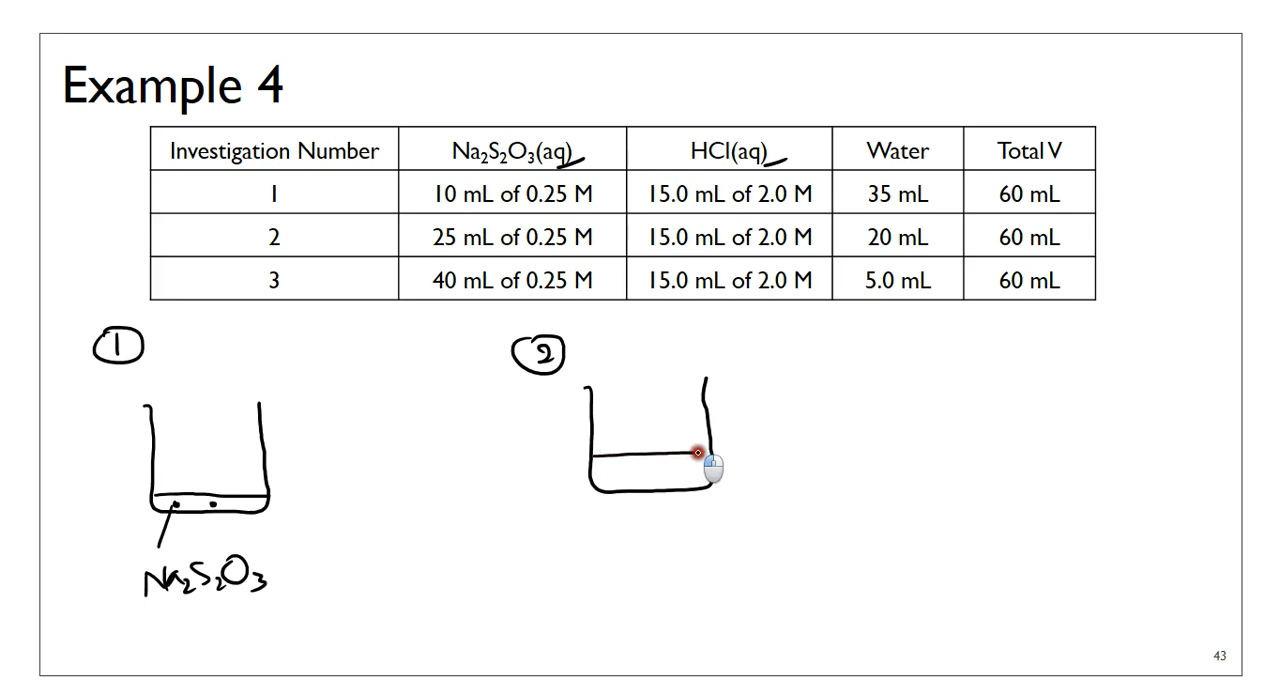 Example 4
Investigation Number Na₂S₂O₃(aq) HCl(aq) Water Total V
1 10 mL of 0.25 M 15.0 mL of 2.0 M 35 mL 60 mL
2 25 mL of 0.25 M 15.0 mL of 2.0 M 20 mL 60 mL
3 40 mL of 0.25 M 15.0 mL of 2.0 M 5.0 mL 60 mL
1 2
Na₂S₂O₃
43